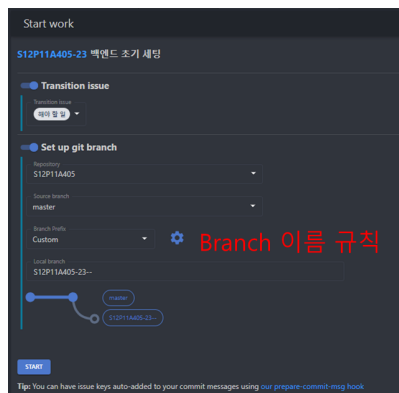 Start work
S12P11A405-23 백엔드 초기 세팅
Transition issue
Transition issue
해야 할 일
Set up git branch
Repository
S12P11A405
Source branch
master
Branch Prefix
Custom
Branch 이름 규칙
Local branch
S12P11A405-23--
master
S12P11A405-23--
START
Tip: You can have issue keys auto-added to your commit messages using our prepare-commit-msg hook